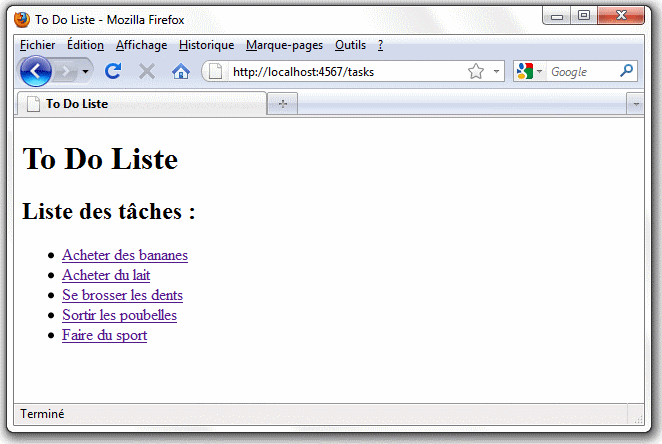 To Do Liste - Mozilla Firefox
Fichier Édition Affichage Historique Marque-pages Outils ?
http://localhost:4567/tasks Google
To Do Liste
To Do Liste
Liste des tâches :
Acheter des bananes
Acheter du lait
Se brosser les dents
Sortir les poubelles
Faire du sport
Terminé